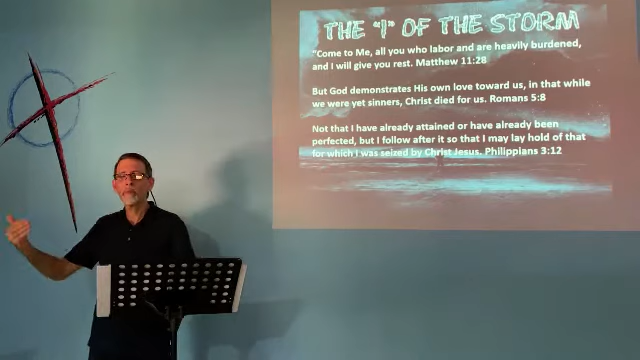 THE "I" OF THE STORM
"Come to Me, all you who labor and are heavily burdened,
and I will give you rest. Matthew 11:28
But God demonstrates His own love toward us, in that while
we were yet sinners, Christ died for us. Romans 5:8
Not that I have already attained or have already been
perfected, but I follow after it so that I may lay hold of that
for which I was seized by Christ Jesus. Philippians 3:12